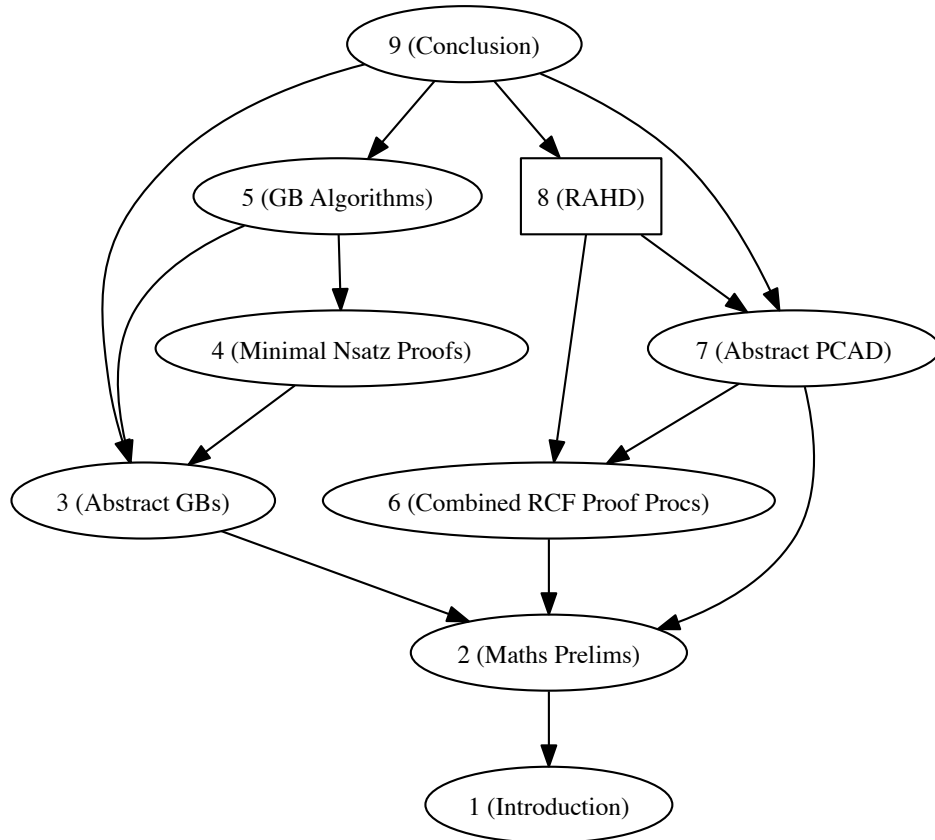 9 (Conclusion)
5 (GB Algorithms)
8 (RAHD)
4 (Minimal Nsatz Proofs)
7 (Abstract PCAD)
3 (Abstract GBs)
6 (Combined RCF Proof Procs)
2 (Maths Prelims)
1 (Introduction)